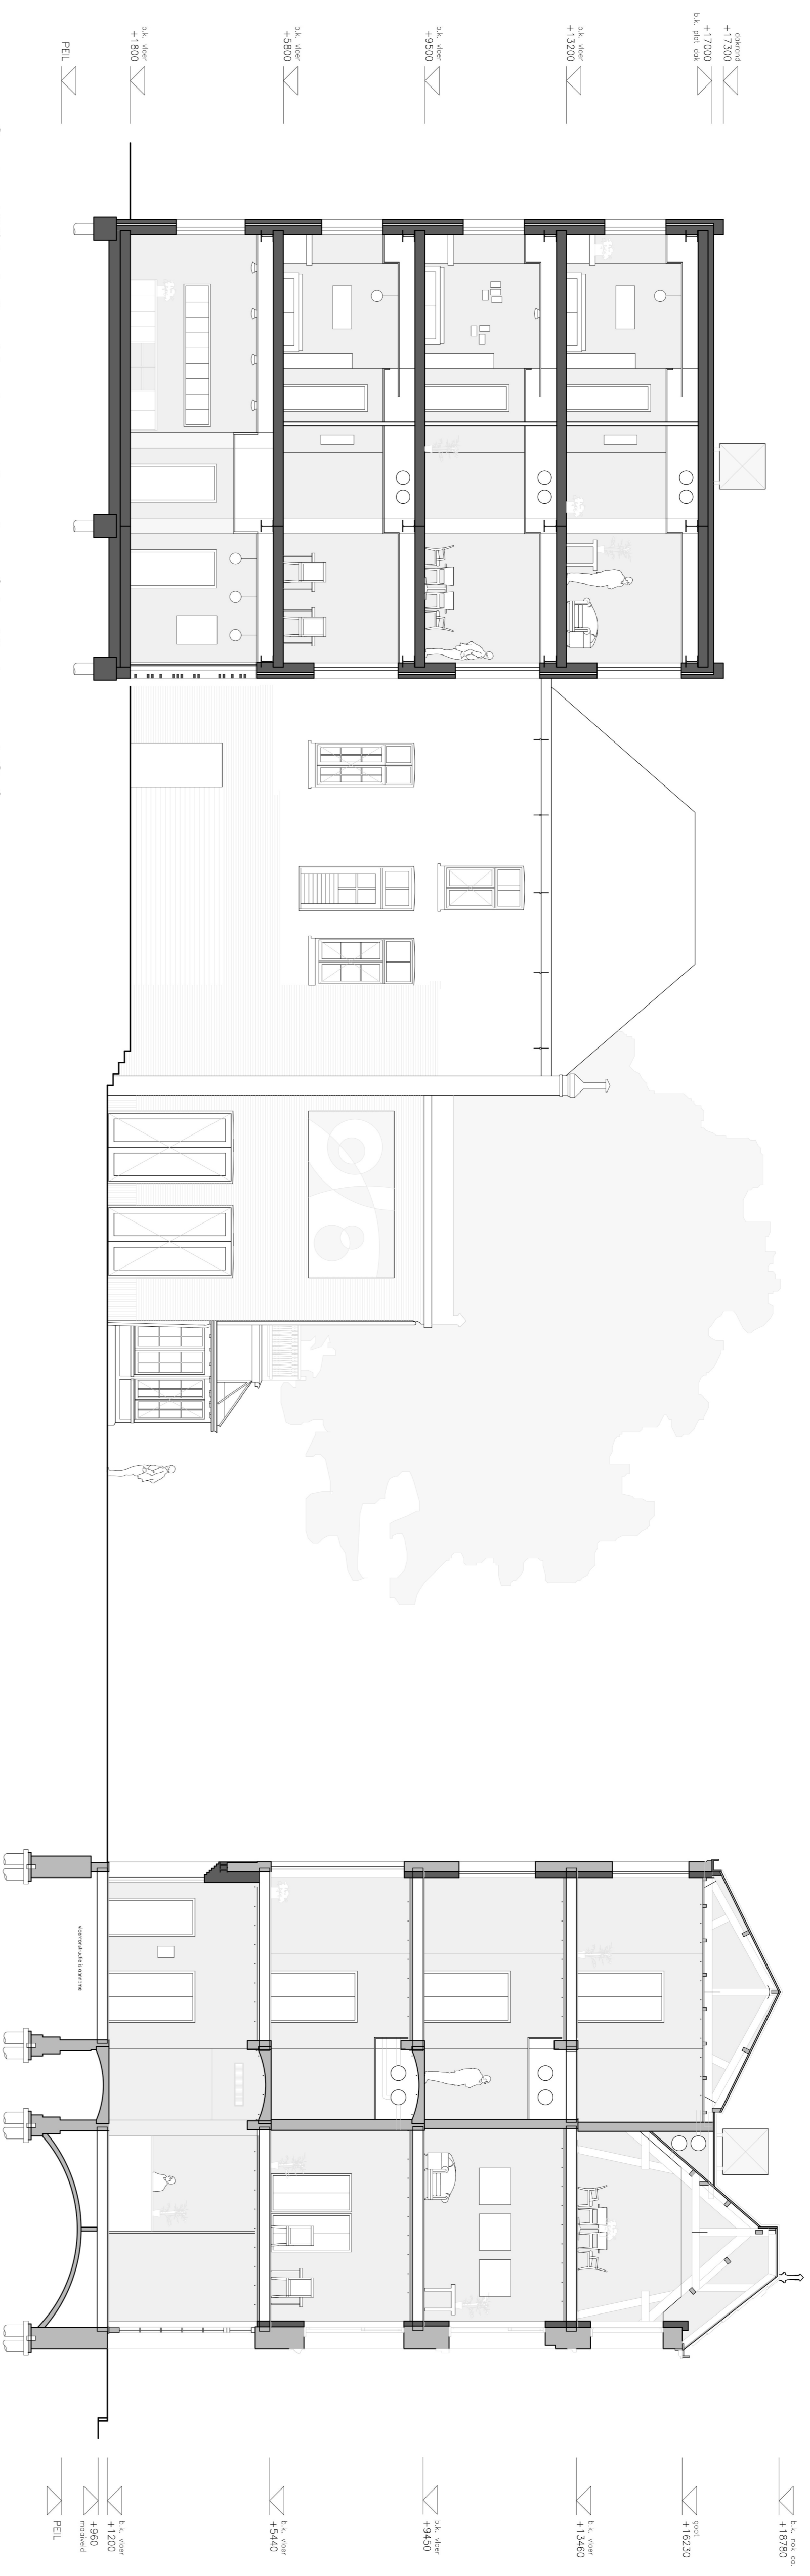 dakrand
+17300
+17000
b.k. plat dak
b.k. vloer
+13200
b.k. vloer
+9500
b.k. vloer
+5800
b.k. vloer
+1800
PEIL
b.k. nok ca.
+18780
goot
+16230
b.k. vloer
+13460
b.k. vloer
+9450
b.k. vloer
+5440
b.k. vloer
+1200
+960
maaiveld
PEIL